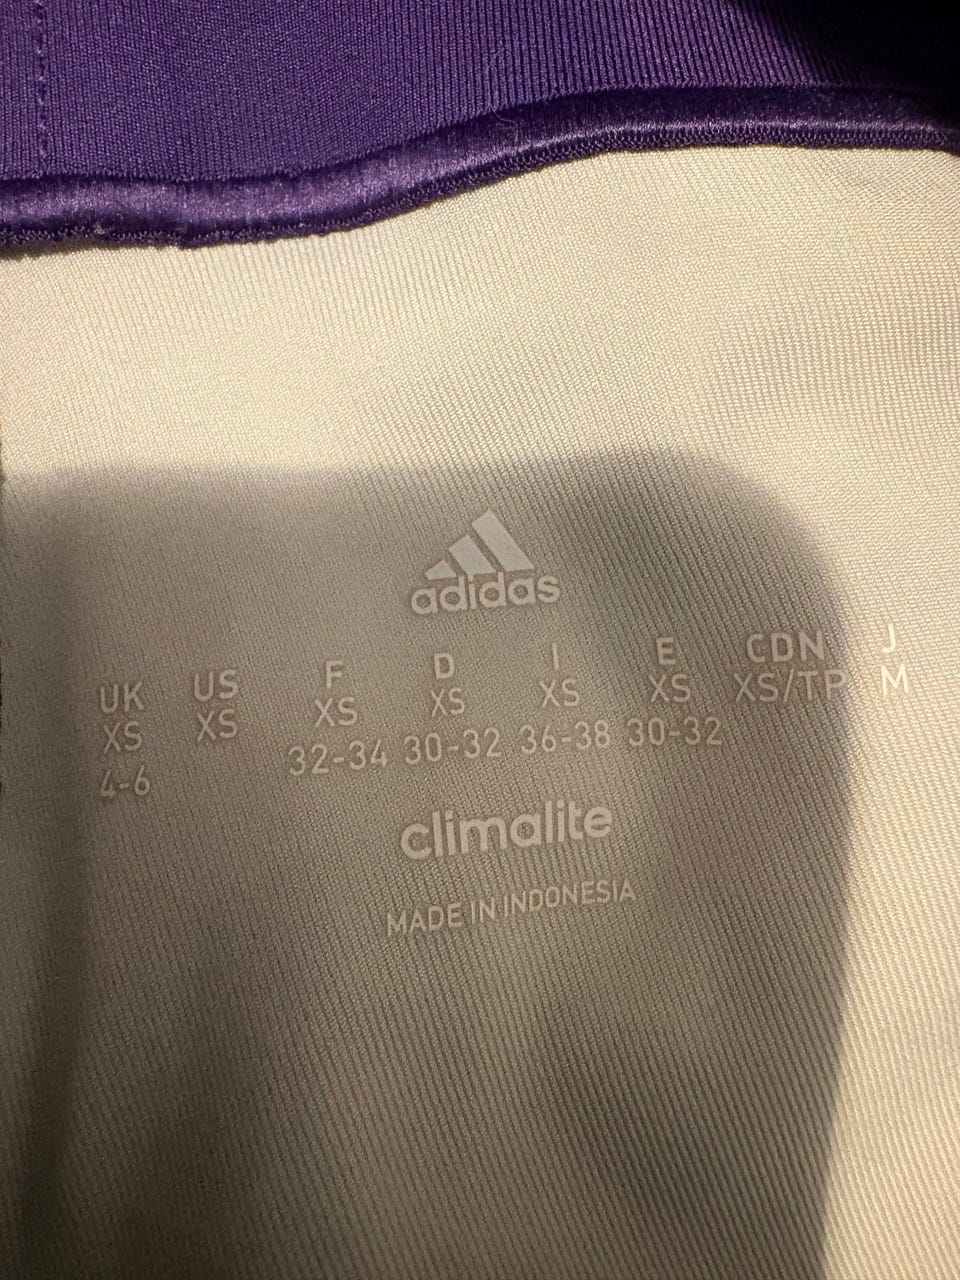 adidas
UK US F D I E CDN J
XS XS XS XS XS XS XS/TP M
4-6 32-34 30-32 36-38 30-32
climalite
MADE IN INDONESIA